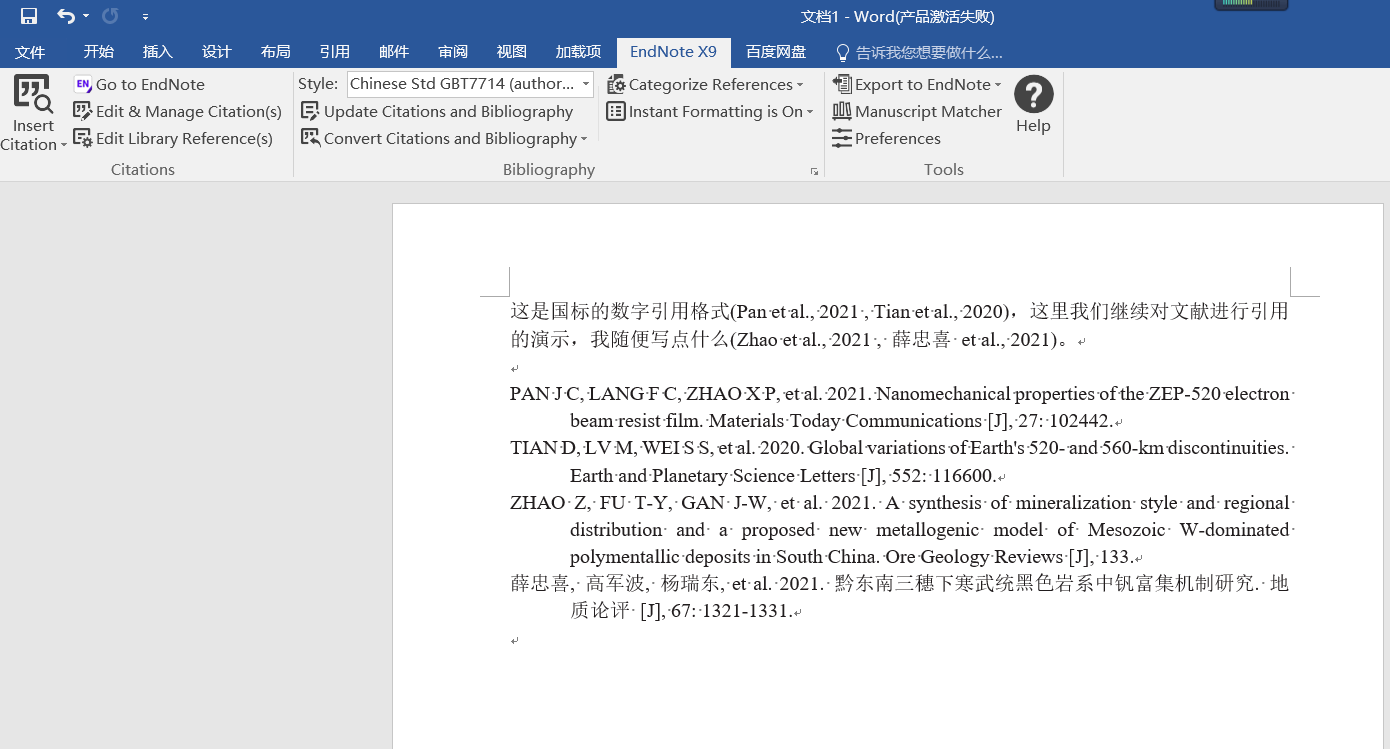 文档1 - Word(产品激活失败)
文件 开始 插入 设计 布局 引用 邮件 审阅 视图 加载项 EndNote X9 百度网盘 告诉我您想要做什么...
Insert Citation
EN Go to EndNote
Edit & Manage Citation(s)
Edit Library Reference(s)
Citations
Style: Chinese Std GBT7714 (author...
Update Citations and Bibliography
Convert Citations and Bibliography
Categorize References
Instant Formatting is On
Bibliography
Export to EndNote
Manuscript Matcher
Preferences
Tools
? Help
这是国标的数字引用格式(Pan et al., 2021 , Tian et al., 2020)，这里我们继续对文献进行引用
的演示，我随便写点什么(Zhao et al., 2021 , 薛忠喜 et al., 2021)。
PAN J C, LANG F C, ZHAO X P, et al. 2021. Nanomechanical properties of the ZEP-520 electron
beam resist film. Materials Today Communications [J], 27: 102442.
TIAN D, LV M, WEI S S, et al. 2020. Global variations of Earth's 520- and 560-km discontinuities.
Earth and Planetary Science Letters [J], 552: 116600.
ZHAO Z, FU T-Y, GAN J-W, et al. 2021. A synthesis of mineralization style and regional
distribution and a proposed new metallogenic model of Mesozoic W-dominated
polymentallic deposits in South China. Ore Geology Reviews [J], 133.
薛忠喜, 高军波, 杨瑞东, et al. 2021. 黔东南三穗下寒武统黑色岩系中钒富集机制研究. 地
质论评 [J], 67: 1321-1331.